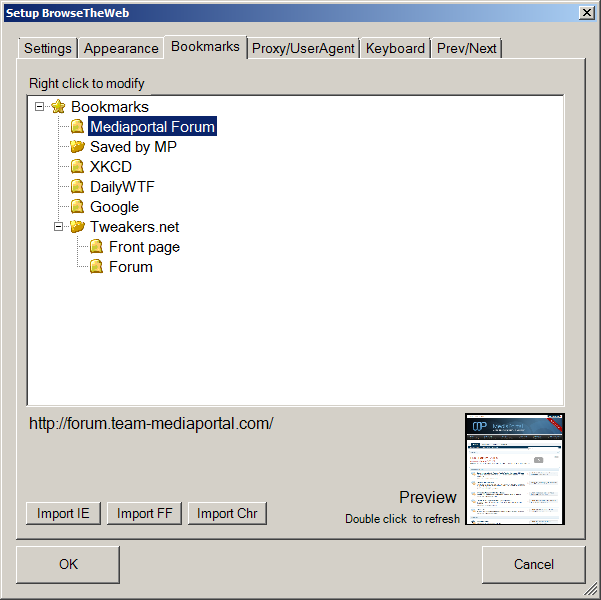 Setup BrowseTheWeb
Settings Appearance Bookmarks Proxy/UserAgent Keyboard Prev/Next
Right click to modify
Bookmarks
Mediaportal Forum
Saved by MP
XKCD
DailyWTF
Google
Tweakers.net
Front page
Forum
http://forum.team-mediaportal.com/
MediaPortal
Preview
Import IE Import FF Import Chr
Double click to refresh
OK Cancel